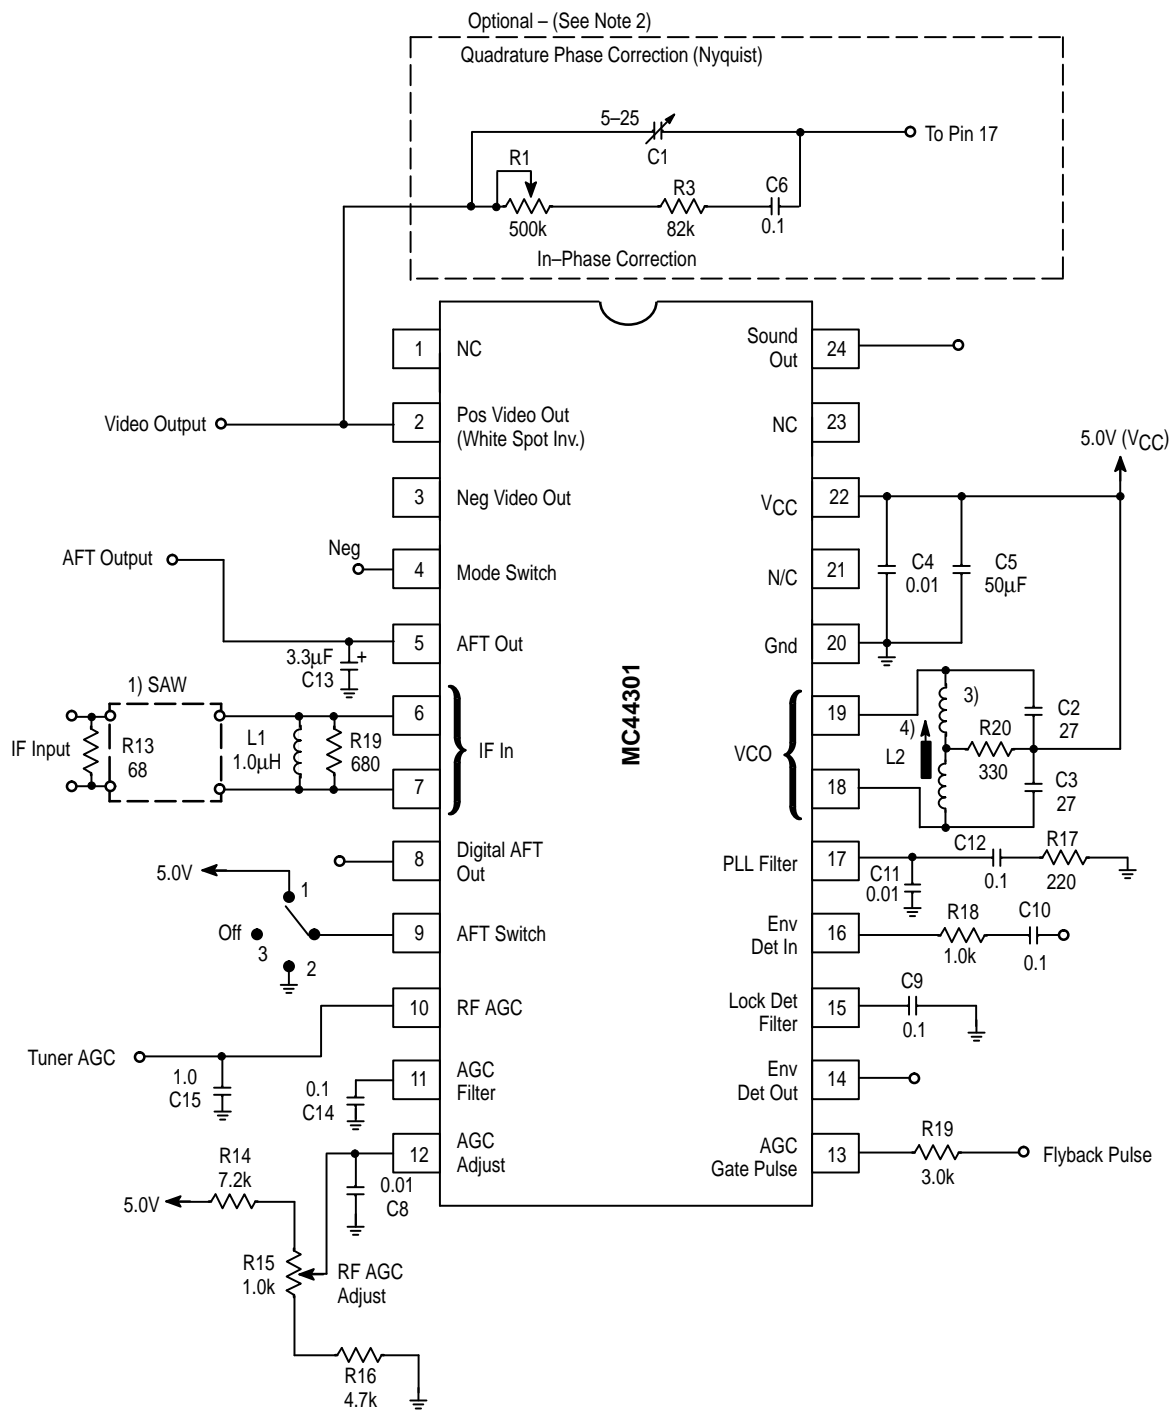 Optional – (See Note 2)
Quadrature Phase Correction (Nyquist)
5–25
C1
To Pin 17
R1
500k
R3
82k
C6
0.1
In–Phase Correction
MC44301
1
NC
Video Output
2
Pos Video Out
(White Spot Inv.)
3
Neg Video Out
Neg
4
Mode Switch
AFT Output
5
AFT Out
3.3µF
+
C13
1) SAW
IF Input
R13
68
L1
1.0µH
R19
680
6
7
IF In
8
Digital AFT
Out
5.0V
1
Off
3
2
9
AFT Switch
10
RF AGC
Tuner AGC
1.0
C15
11
AGC
Filter
0.1
C14
12
AGC
Adjust
0.01
C8
R14
7.2k
5.0V
R15
1.0k
RF AGC
Adjust
R16
4.7k
Sound
Out
24
NC
23
5.0V (VCC)
VCC
22
C4
0.01
C5
50µF
N/C
21
Gnd
20
19
18
VCO
3)
4)
L2
R20
330
C2
27
C3
27
PLL Filter
17
C11
0.01
C12
0.1
R17
220
Env
Det In
16
R18
1.0k
C10
0.1
Lock Det
Filter
15
C9
0.1
Env
Det Out
14
AGC
Gate Pulse
13
R19
3.0k
Flyback Pulse